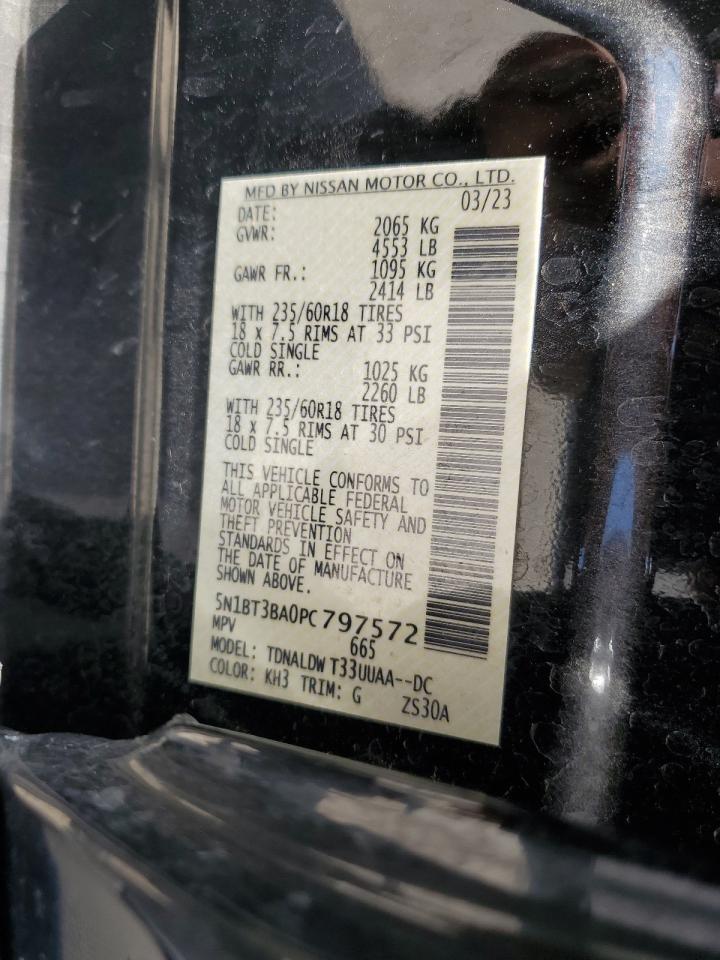 MFD BY NISSAN MOTOR CO., LTD.
DATE: 03/23
GVWR: 2065 KG
4553 LB
GAWR FR.: 1095 KG
2414 LB
WITH 235/60R18 TIRES
18 x 7.5 RIMS AT 33 PSI
COLD SINGLE
GAWR RR.: 1025 KG
2260 LB
WITH 235/60R18 TIRES
18 x 7.5 RIMS AT 30 PSI
COLD SINGLE
THIS VEHICLE CONFORMS TO
ALL APPLICABLE FEDERAL
MOTOR VEHICLE SAFETY AND
THEFT PREVENTION
STANDARDS IN EFFECT ON
THE DATE OF MANUFACTURE
SHOWN ABOVE.
5N1BT3BA0PC797572
MPV 665
MODEL: TDNALDW T33UUAA--DC
COLOR: KH3 TRIM: G ZS30A